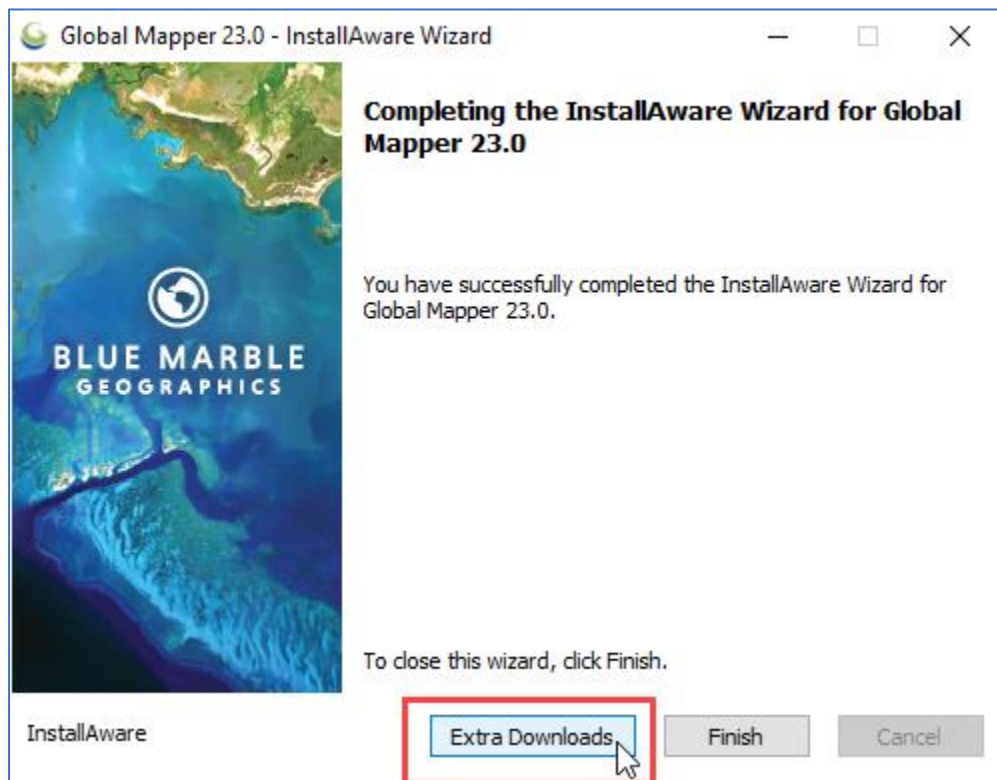 Global Mapper 23.0 - InstallAware Wizard
Completing the InstallAware Wizard for Global
Mapper 23.0
You have successfully completed the InstallAware Wizard for
Global Mapper 23.0.
BLUE MARBLE
GEOGRAPHICS
To close this wizard, click Finish.
InstallAware
Extra Downloads
Finish
Cancel